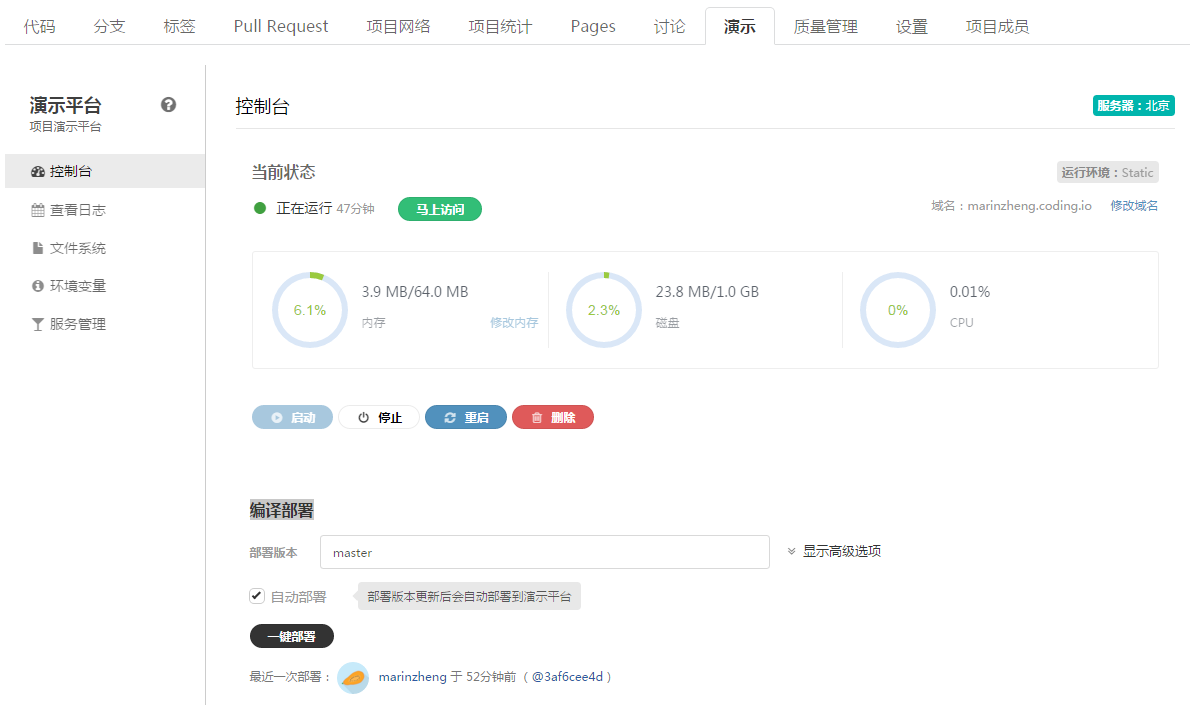 代码 分支 标签 Pull Request 项目网络 项目统计 Pages 讨论 演示 质量管理 设置 项目成员
演示平台
项目演示平台
控制台
查看日志
文件系统
环境变量
服务管理
控制台
服务器：北京
当前状态
运行环境：Static
正在运行 47分钟 马上访问
域名：marinzheng.coding.io 修改域名
6.1%
3.9 MB/64.0 MB
内存 修改内存
2.3%
23.8 MB/1.0 GB
磁盘
0%
0.01%
CPU
启动 停止 重启 删除
编译部署
部署版本 master 显示高级选项
自动部署 部署版本更新后会自动部署到演示平台
一键部署
最近一次部署： marinzheng 于 52分钟前 ( @3af6cee4d )